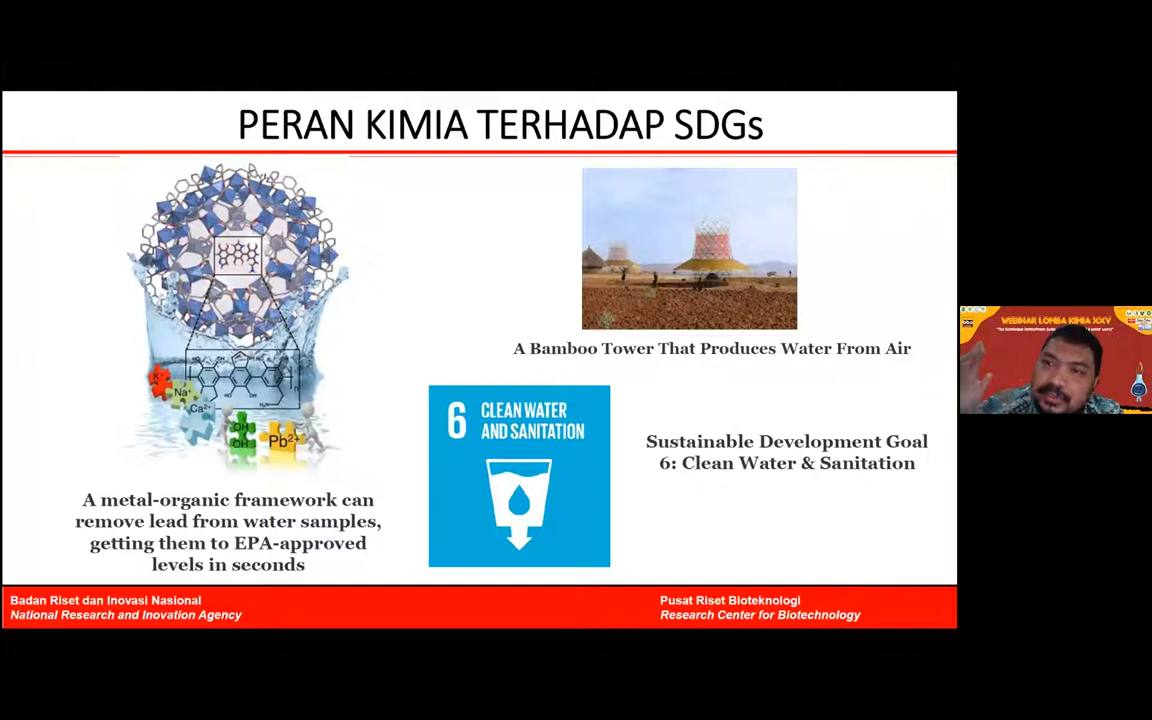 PERAN KIMIA TERHADAP SDGs
K+
Na+
Ca2+
OH
OH
Pb2+
HO
A metal-organic framework can
remove lead from water samples,
getting them to EPA-approved
levels in seconds
A Bamboo Tower That Produces Water From Air
6 CLEAN WATER
AND SANITATION
Sustainable Development Goal
6: Clean Water & Sanitation
WEBINAR LOMBA KIMIA XXV
Badan Riset dan Inovasi Nasional
National Research and Inovation Agency
Pusat Riset Bioteknologi
Research Center for Biotechnology